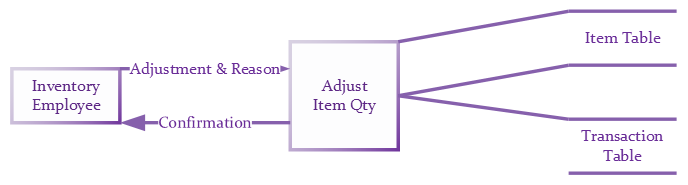 Inventory
Employee
Adjustment & Reason
Confirmation
Adjust
Item Qty
Item Table
Transaction
Table